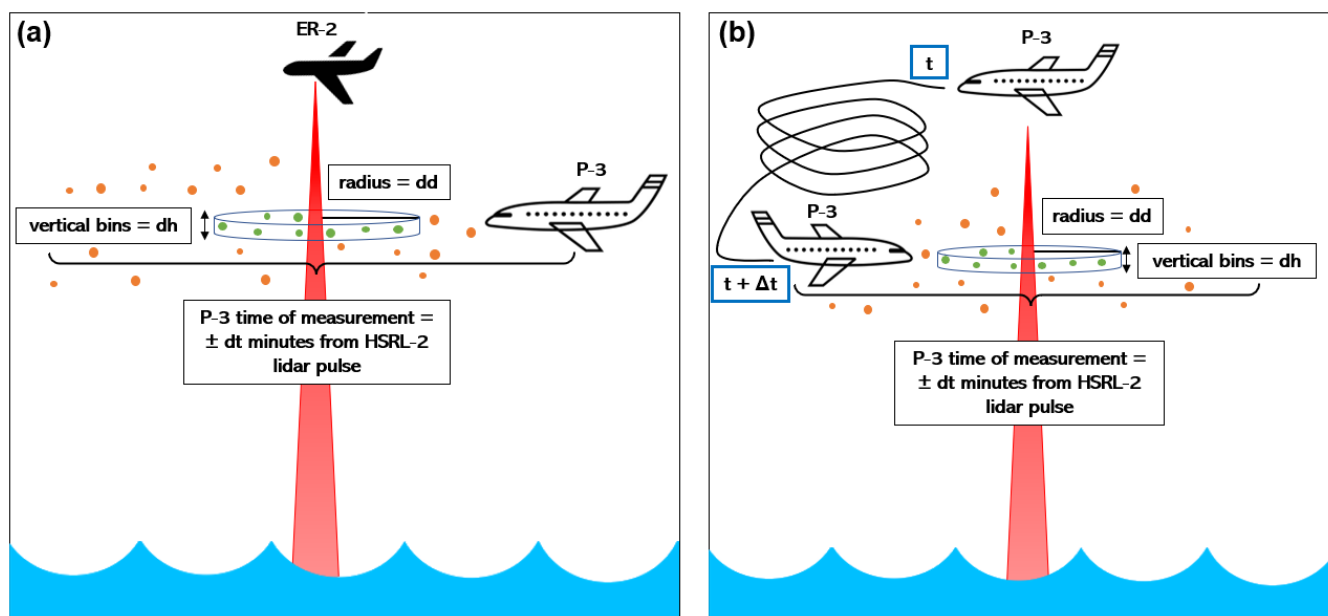 (a)
ER-2
radius = dd
P-3
vertical bins = dh
P-3 time of measurement =
± dt minutes from HSRL-2
lidar pulse
(b)
P-3
t
radius = dd
P-3
vertical bins = dh
t + Δt
P-3 time of measurement =
± dt minutes from HSRL-2
lidar pulse